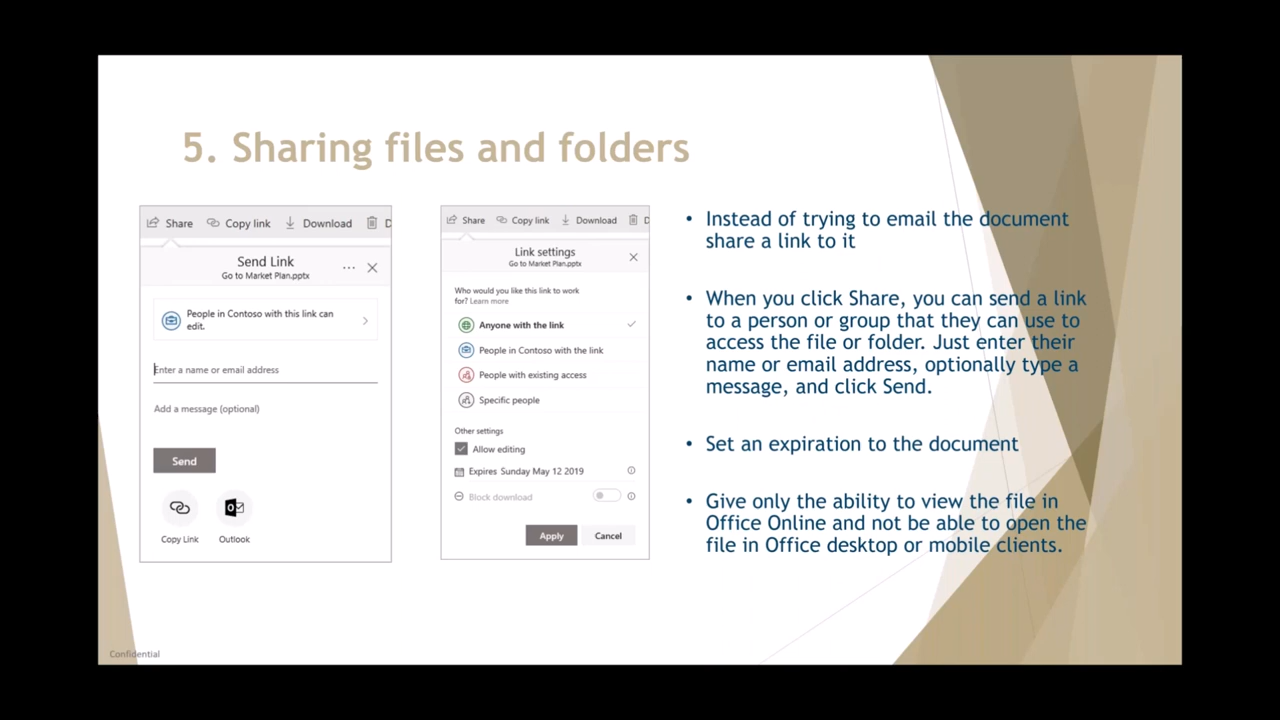 5. Sharing files and folders
Share Copy link Download D
Send Link
Go to Market Plan.pptx
People in Contoso with this link can
edit.
Enter a name or email address
Add a message (optional)
Send
Copy Link Outlook
Share Copy link Download D
Link settings
Go to Market Plan.pptx
Who would you like this link to work
for? Learn more
Anyone with the link
People in Contoso with the link
People with existing access
Specific people
Other settings
Allow editing
Expires Sunday May 12 2019
Block download
Apply Cancel
• Instead of trying to email the document
share a link to it
• When you click Share, you can send a link
to a person or group that they can use to
access the file or folder. Just enter their
name or email address, optionally type a
message, and click Send.
• Set an expiration to the document
• Give only the ability to view the file in
Office Online and not be able to open the
file in Office desktop or mobile clients.
Confidential